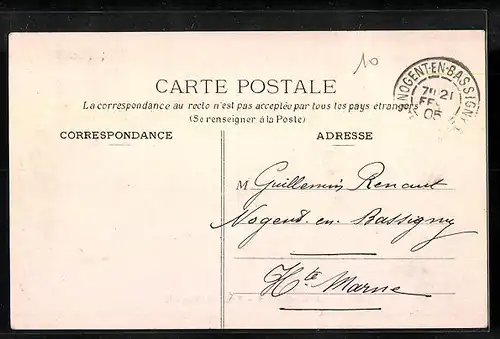 10
NOGENT-EN-BASSIGNY
7H 21
FEV
05
CARTE POSTALE
La correspondance au recto n'est pas acceptée par tous les pays étrangers
(Se renseigner à la Poste)
CORRESPONDANCE
ADRESSE
M Guillemin Renaut
Nogent en Bassigny
Hte Marne